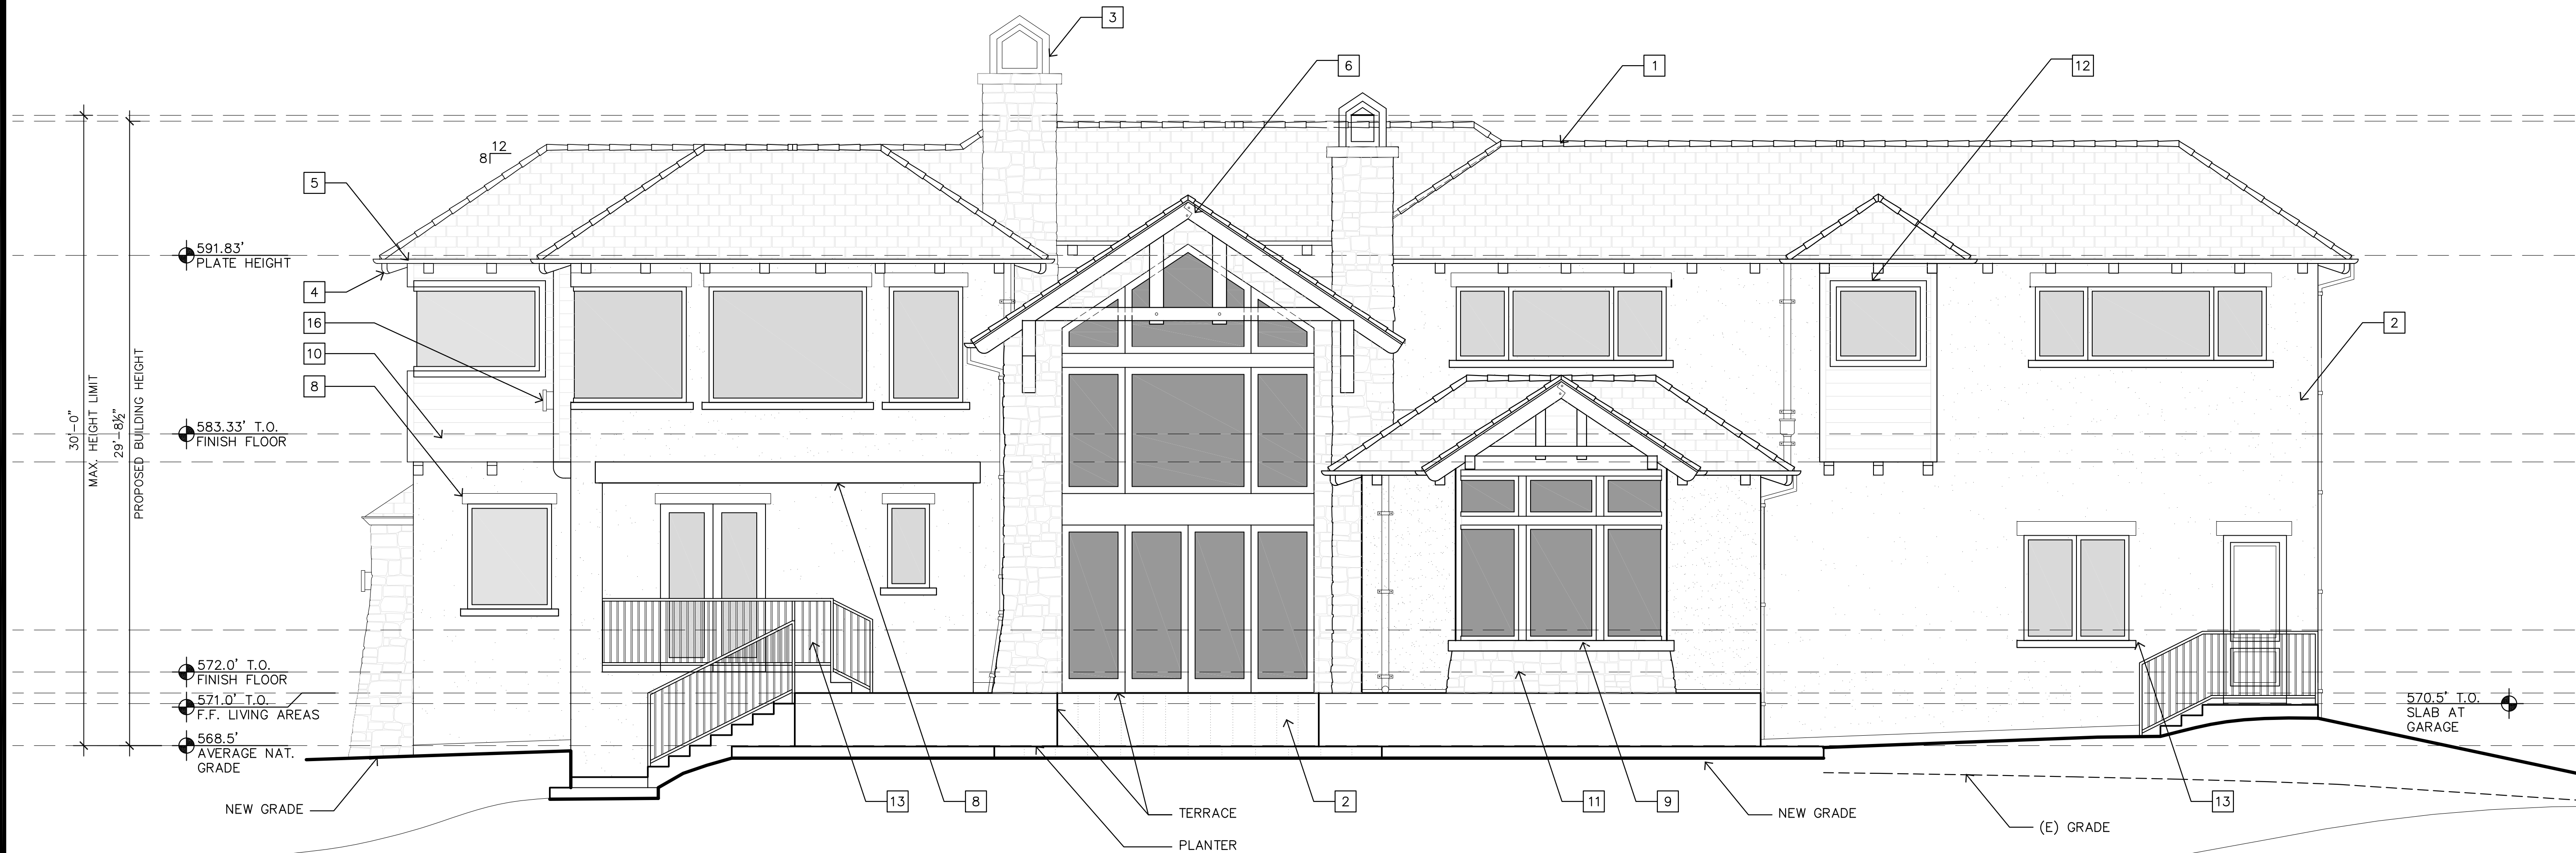 3
6
1
12
12
8
5
591.83'
PLATE HEIGHT
4
16
2
10
8
30'-0"
MAX. HEIGHT LIMIT
29'-8½"
PROPOSED BUILDING HEIGHT
583.33' T.O.
FINISH FLOOR
572.0' T.O.
FINISH FLOOR
571.0' T.O.
F.F. LIVING AREAS
570.5' T.O.
SLAB AT
GARAGE
568.5'
AVERAGE NAT.
GRADE
NEW GRADE
13
8
TERRACE
PLANTER
2
11
9
NEW GRADE
(E) GRADE
13